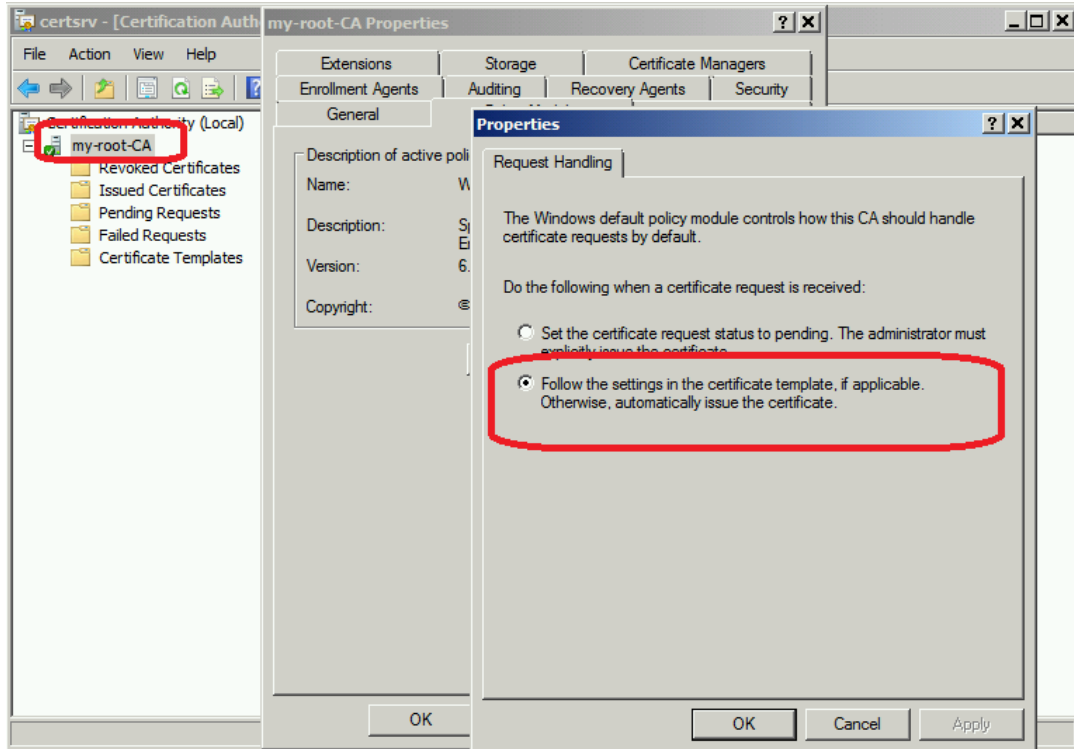 certsrv - [Certification Auth
File Action View Help
Certification Authority (Local)
my-root-CA
Revoked Certificates
Issued Certificates
Pending Requests
Failed Requests
Certificate Templates
my-root-CA Properties
Extensions
Storage
Certificate Managers
Enrollment Agents
Auditing
Recovery Agents
Security
General
Description of active poli
Name: W
Description:
Version: 6.
Copyright: ©
OK
Properties
Request Handling
The Windows default policy module controls how this CA should handle
certificate requests by default.
Do the following when a certificate request is received:
Set the certificate request status to pending. The administrator must
explicitly issue the certificate.
Follow the settings in the certificate template, if applicable.
Otherwise, automatically issue the certificate.
OK
Cancel
Apply